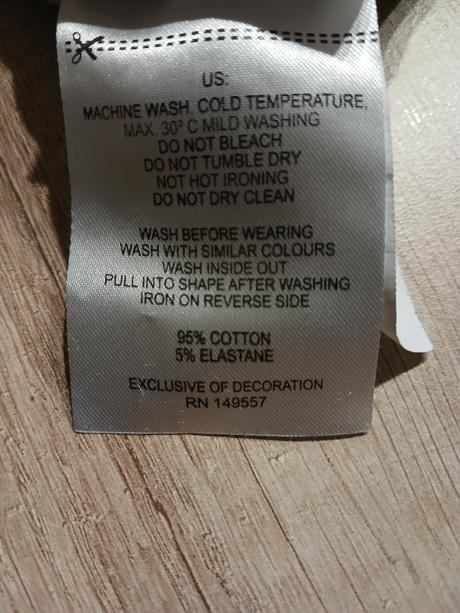 US:
MACHINE WASH, COLD TEMPERATURE,
MAX. 30° C MILD WASHING
DO NOT BLEACH
DO NOT TUMBLE DRY
NOT HOT IRONING
DO NOT DRY CLEAN
WASH BEFORE WEARING
WASH WITH SIMILAR COLOURS
WASH INSIDE OUT
PULL INTO SHAPE AFTER WASHING
IRON ON REVERSE SIDE
95% COTTON
5% ELASTANE
EXCLUSIVE OF DECORATION
RN 149557